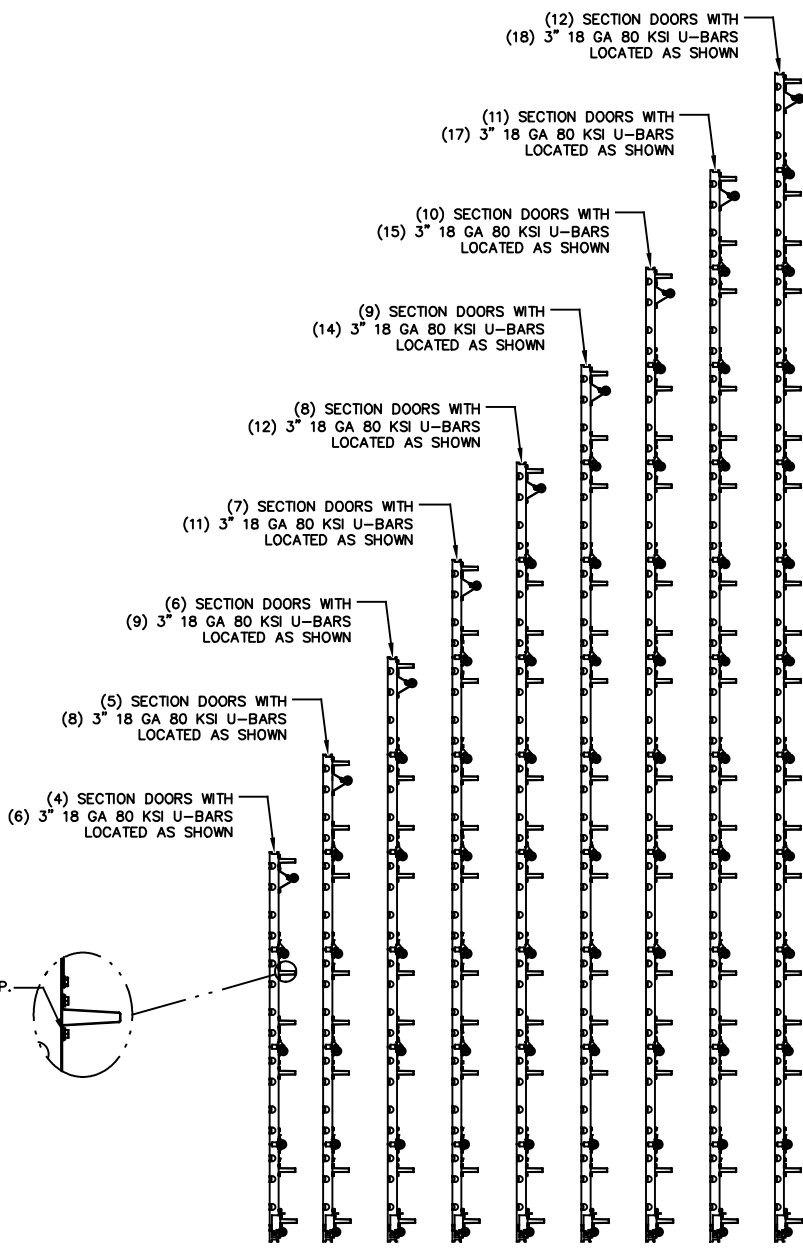 (12) SECTION DOORS WITH
(18) 3" 18 GA 80 KSI U-BARS
LOCATED AS SHOWN
(11) SECTION DOORS WITH
(17) 3" 18 GA 80 KSI U-BARS
LOCATED AS SHOWN
(10) SECTION DOORS WITH
(15) 3" 18 GA 80 KSI U-BARS
LOCATED AS SHOWN
(9) SECTION DOORS WITH
(14) 3" 18 GA 80 KSI U-BARS
LOCATED AS SHOWN
(8) SECTION DOORS WITH
(12) 3" 18 GA 80 KSI U-BARS
LOCATED AS SHOWN
(7) SECTION DOORS WITH
(11) 3" 18 GA 80 KSI U-BARS
LOCATED AS SHOWN
(6) SECTION DOORS WITH
(9) 3" 18 GA 80 KSI U-BARS
LOCATED AS SHOWN
(5) SECTION DOORS WITH
(8) 3" 18 GA 80 KSI U-BARS
LOCATED AS SHOWN
(4) SECTION DOORS WITH
(6) 3" 18 GA 80 KSI U-BARS
LOCATED AS SHOWN
P.